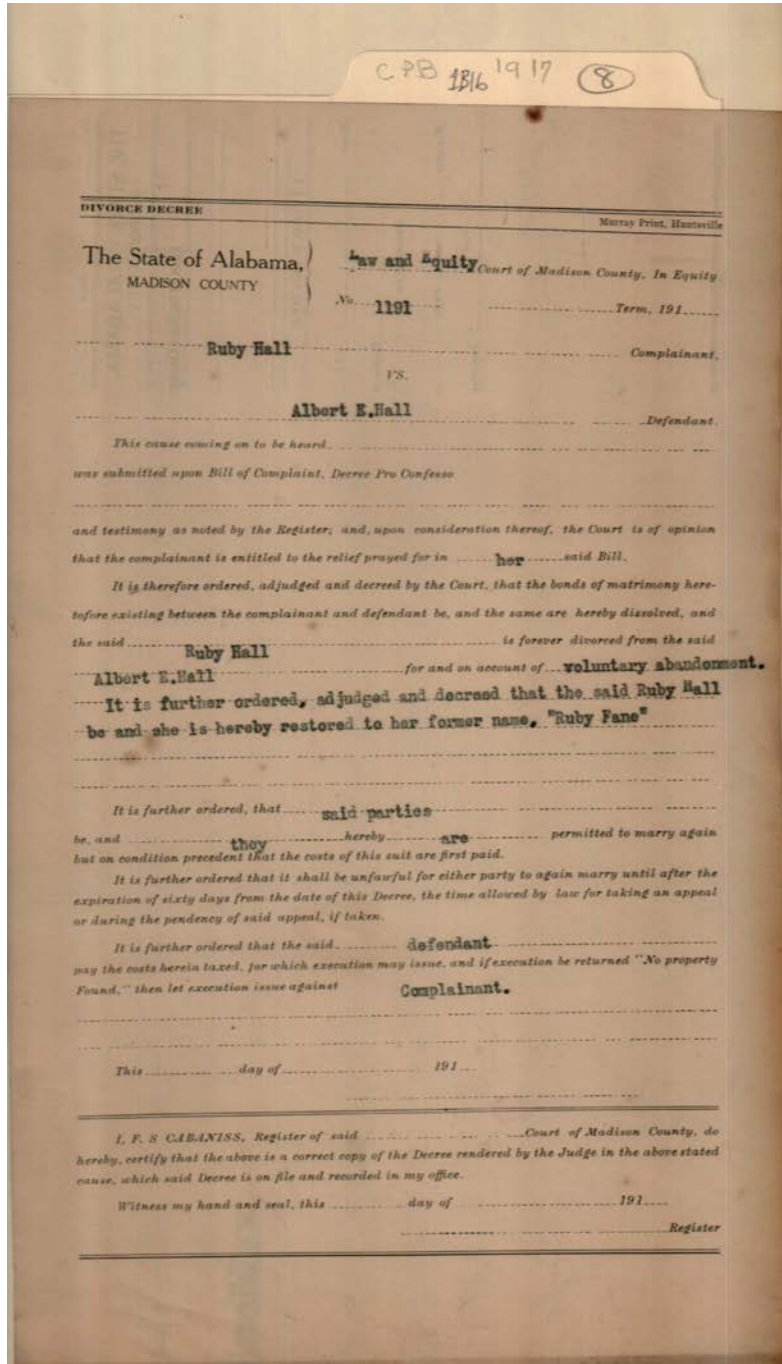 CPB 1B16 1917 8
DIVORCE DECREE
Murray Print, Huntsville
The State of Alabama,
MADISON COUNTY
Law and Equity Court of Madison County, In Equity
No. 1191 Term, 191
Ruby Hall Complainant,
VS.
Albert E.Hall Defendant.
This cause coming on to be heard
was submitted upon Bill of Complaint, Decree Pro Confesso
and testimony as noted by the Register; and, upon consideration thereof, the Court is of opinion
that the complainant is entitled to the relief prayed for in her said Bill.
It is therefore ordered, adjudged and decreed by the Court, that the bonds of matrimony here-
tofore existing between the complainant and defendant be, and the same are hereby dissolved, and
the said Ruby Hall is forever divorced from the said
Albert E.Hall for and on account of voluntary abandonment.
It is further ordered, adjudged and decreed that the said Ruby Hall
be and she is hereby restored to her former name, "Ruby Fane"
It is further ordered, that said parties
be, and they hereby are permitted to marry again
but on condition precedent that the costs of this suit are first paid.
It is further ordered that it shall be unlawful for either party to again marry until after the
expiration of sixty days from the date of this Decree, the time allowed by law for taking an appeal
or during the pendency of said appeal, if taken.
It is further ordered that the said defendant
pay the costs herein taxed, for which execution may issue, and if execution be returned "No property
Found," then let execution issue against Complainant.
This day of 191
I, F. S CABANISS, Register of said Court of Madison County, do
hereby, certify that the above is a correct copy of the Decree rendered by the Judge in the above stated
cause, which said Decree is on file and recorded in my office.
Witness my hand and seal, this day of 191
Register